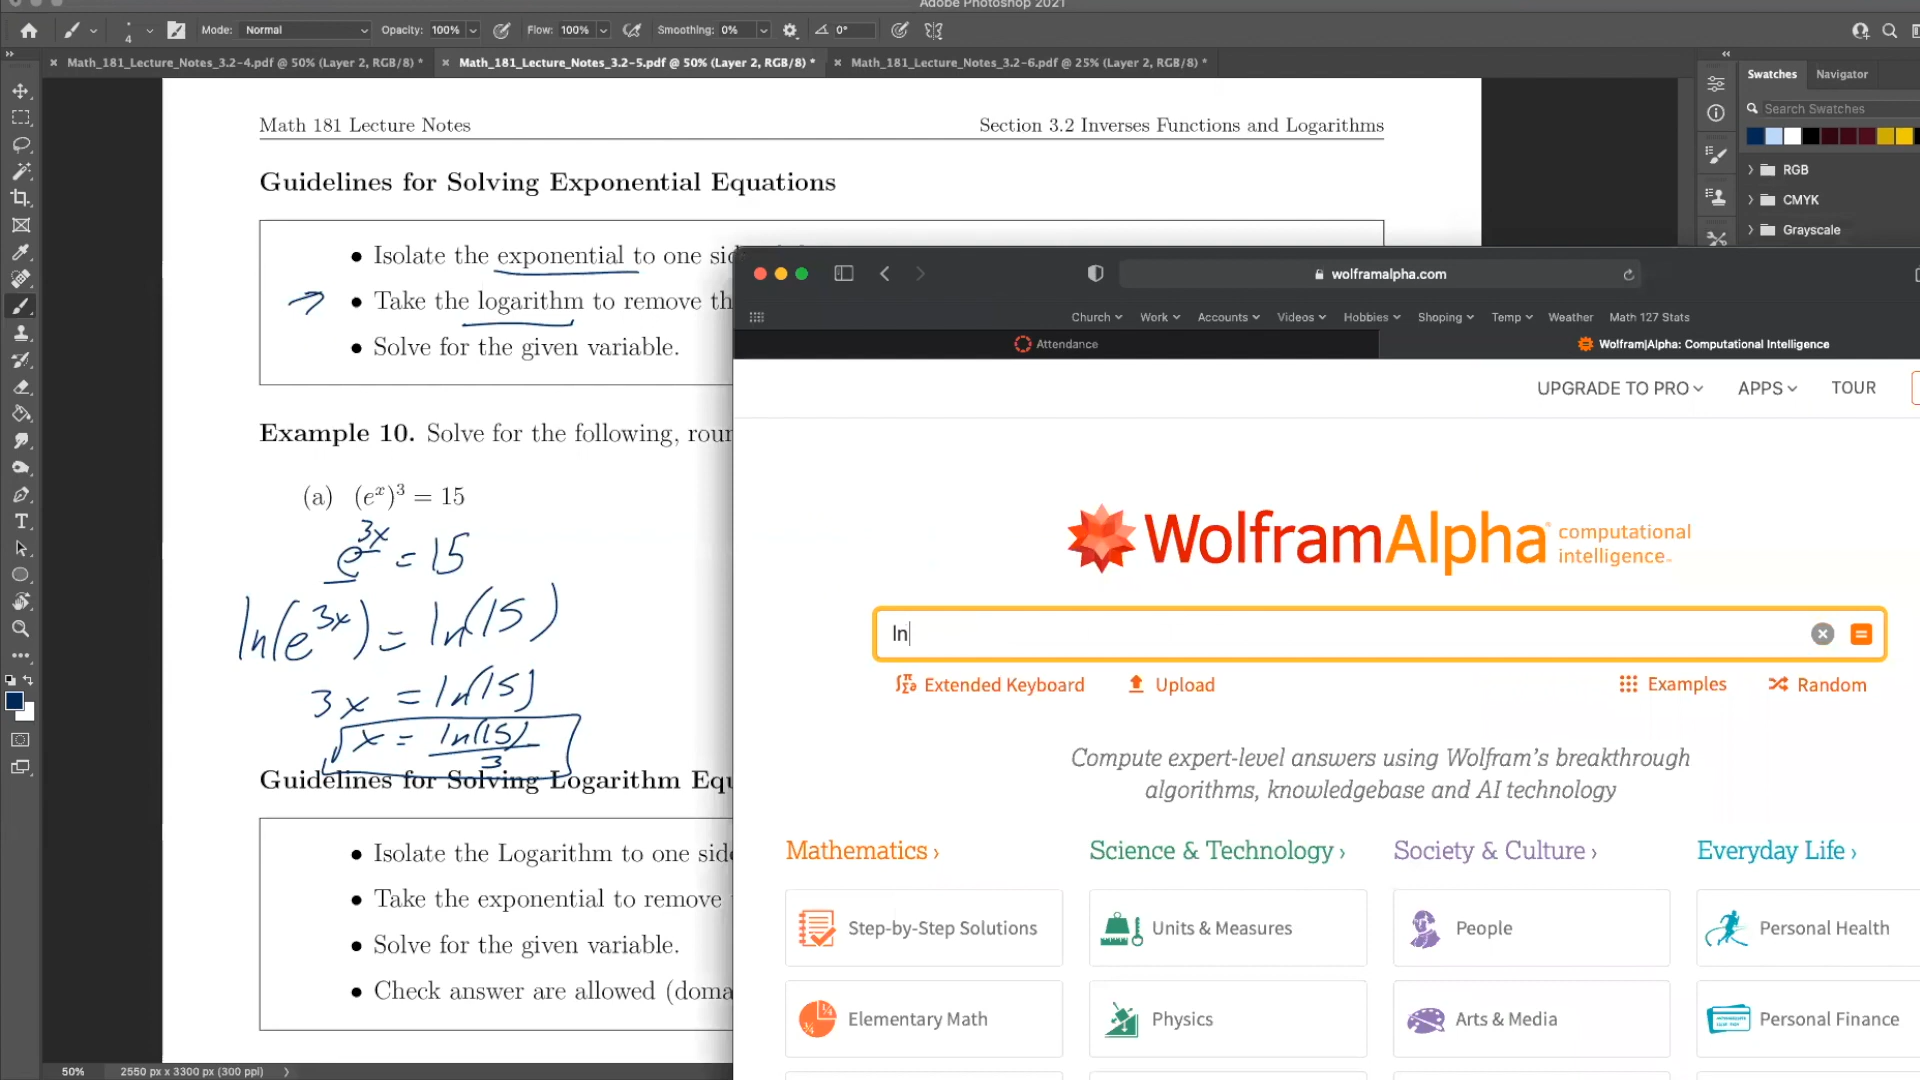 Adobe Photoshop 2021
4 Mode: Normal Opacity: 100% Flow: 100% Smoothing: 0% 0°
× Math_181_Lecture_Notes_3.2-4.pdf @ 50% (Layer 2, RGB/8) * × Math_181_Lecture_Notes_3.2-5.pdf @ 50% (Layer 2, RGB/8) * × Math_181_Lecture_Notes_3.2-6.pdf @ 25% (Layer 2, RGB/8) *
Swatches Navigator
Search Swatches
RGB
CMYK
Grayscale
Math 181 Lecture Notes Section 3.2 Inverses Functions and Logarithms
Guidelines for Solving Exponential Equations
• Isolate the exponential to one
• Take the logarithm to remove
• Solve for the given variable.
Example 10. Solve for the following,
(a) (e^x)^3 = 15
e^3x = 15
ln(e^3x) = ln(15)
3x = ln(15)
x = ln(15)/3
Guidelines for Solving Logarithm
• Isolate the Logarithm to one
• Take the exponential to remove
• Solve for the given variable.
• Check answer are allowed
50% 2550 px x 3300 px (300 ppi)
wolframalpha.com
Church Work Accounts Videos Hobbies Shoping Temp Weather Math 127 Stats
Attendance Wolfram|Alpha: Computational Intelligence
UPGRADE TO PRO APPS TOUR
WolframAlpha computational intelligence™
ln
Extended Keyboard Upload Examples Random
Compute expert-level answers using Wolfram's breakthrough
algorithms, knowledgebase and AI technology
Mathematics › Science & Technology › Society & Culture › Everyday Life ›
Step-by-Step Solutions Units & Measures People Personal Health
Elementary Math Physics Arts & Media Personal Finance